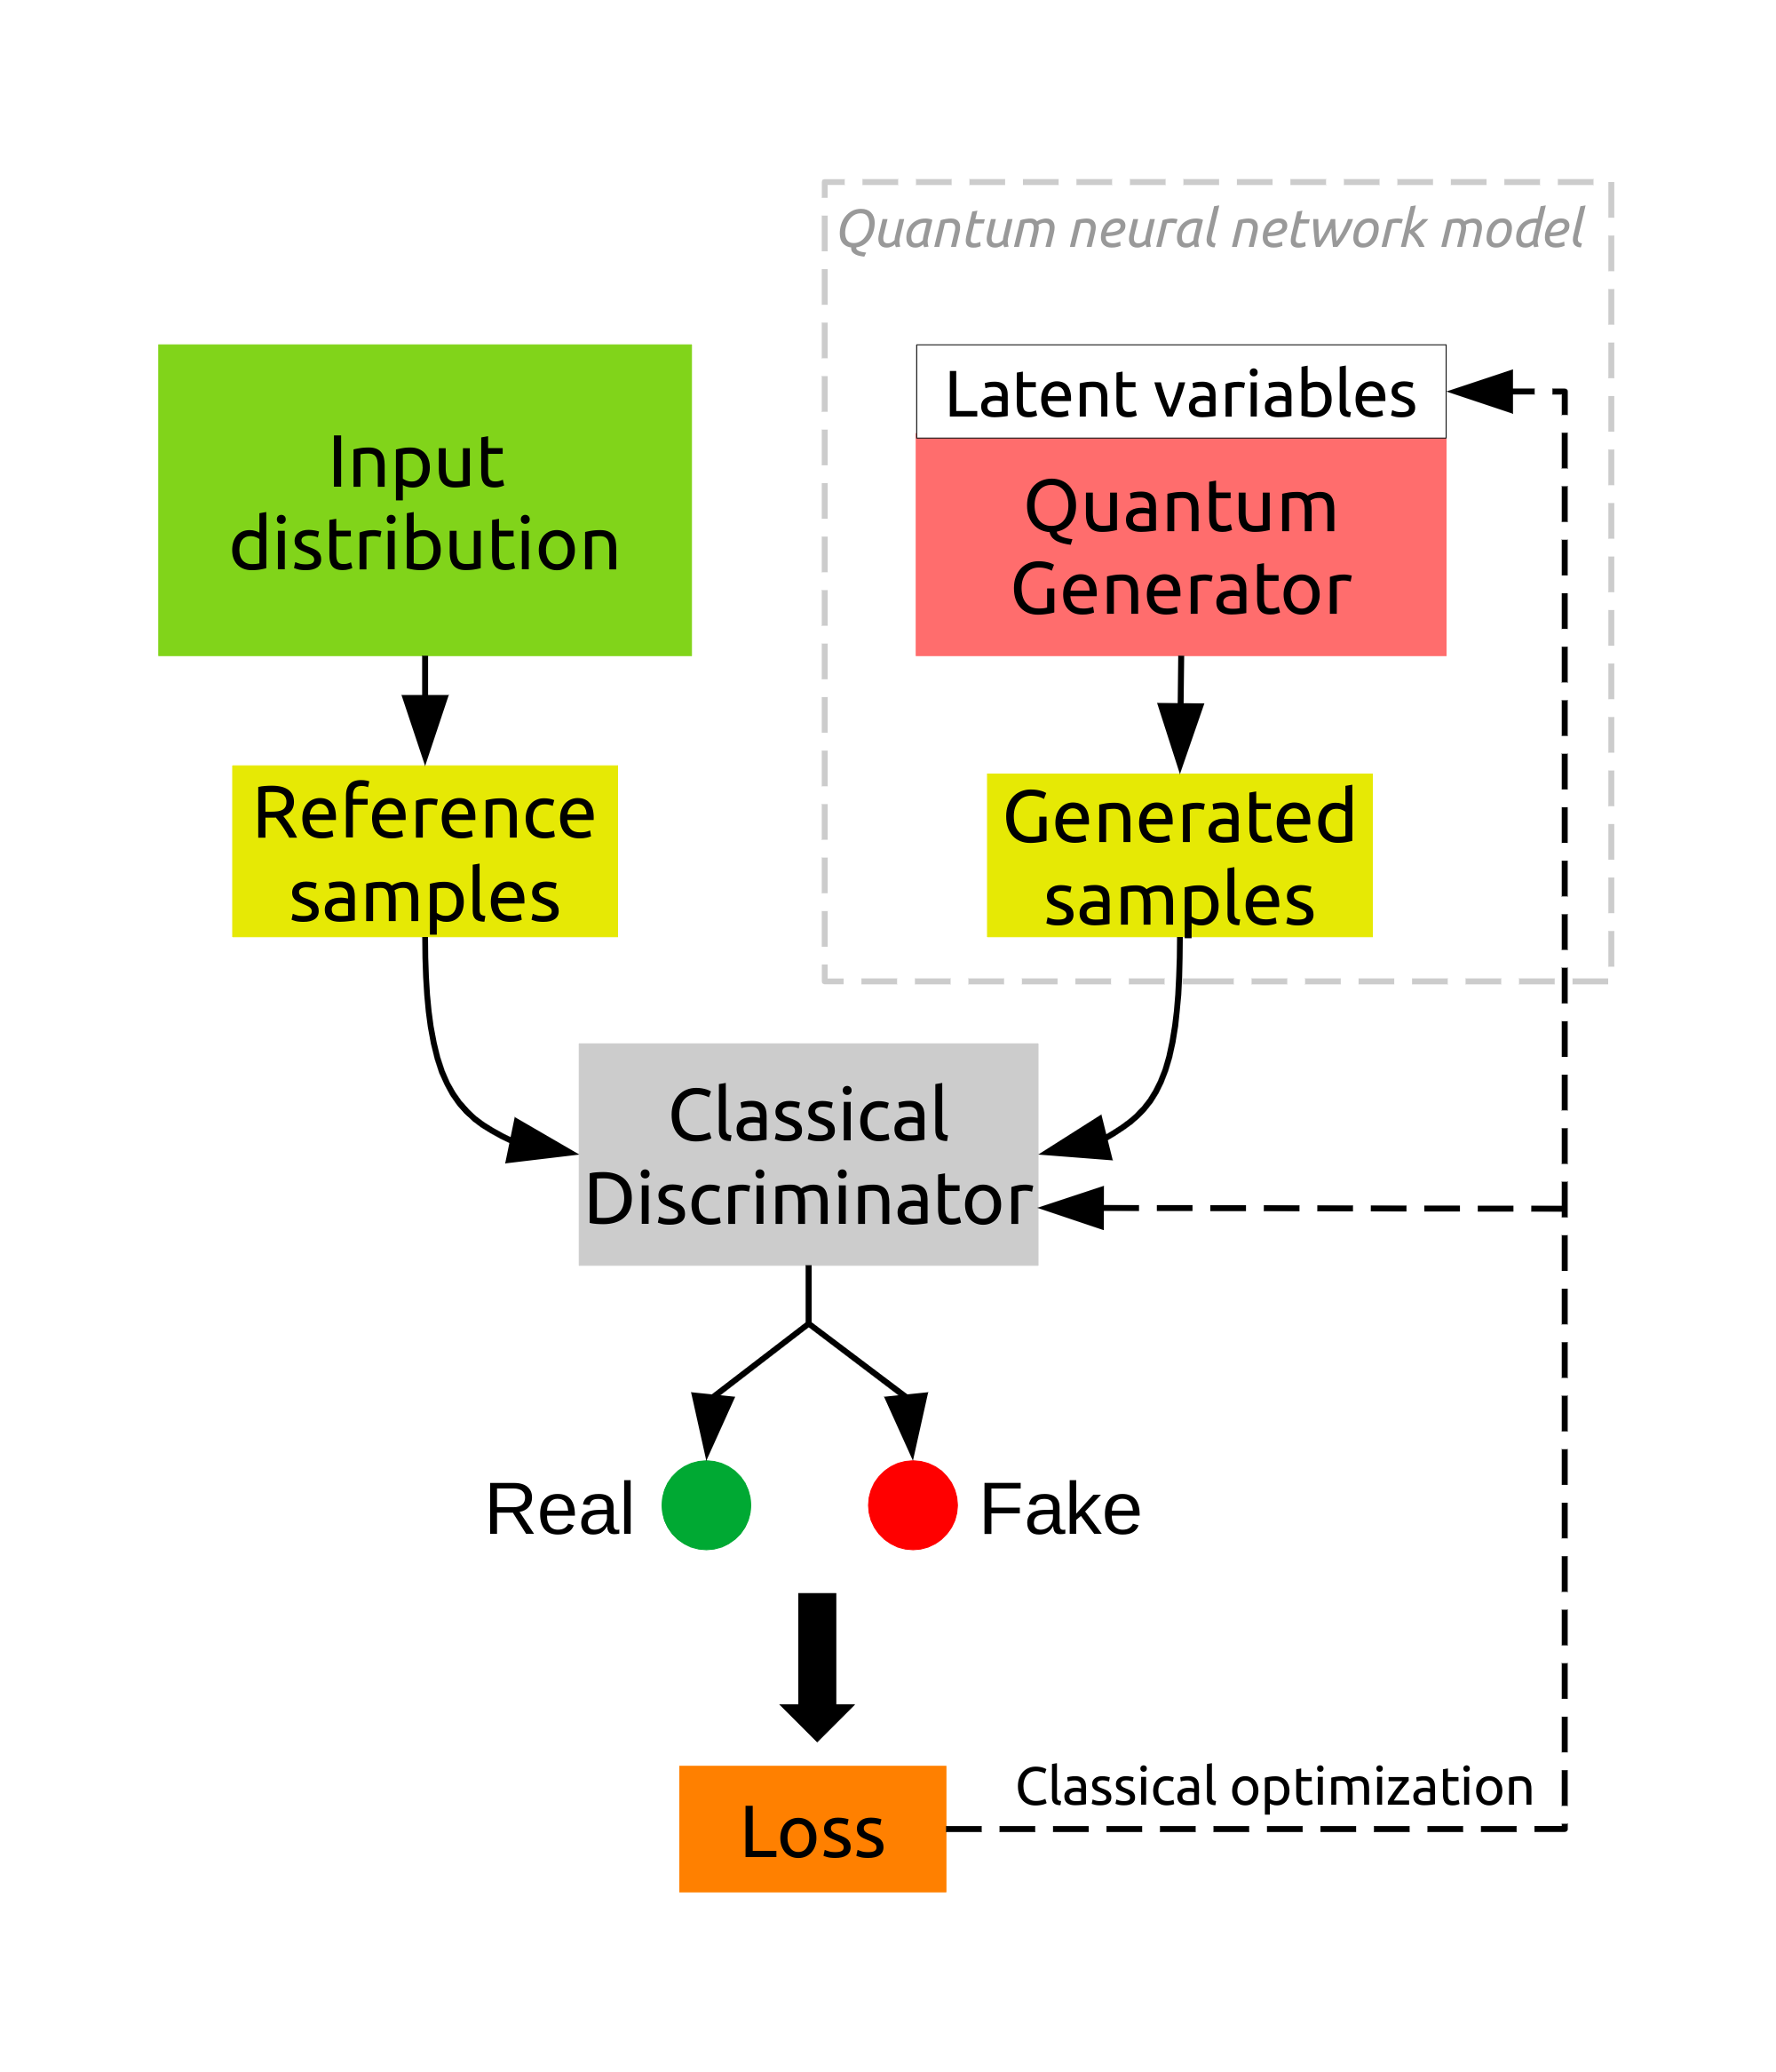 Quantum neural network model
Input
distribution
Latent variables
Quantum
Generator
Reference
samples
Generated
samples
Classical
Discriminator
Real
Fake
Classical optimization
Loss